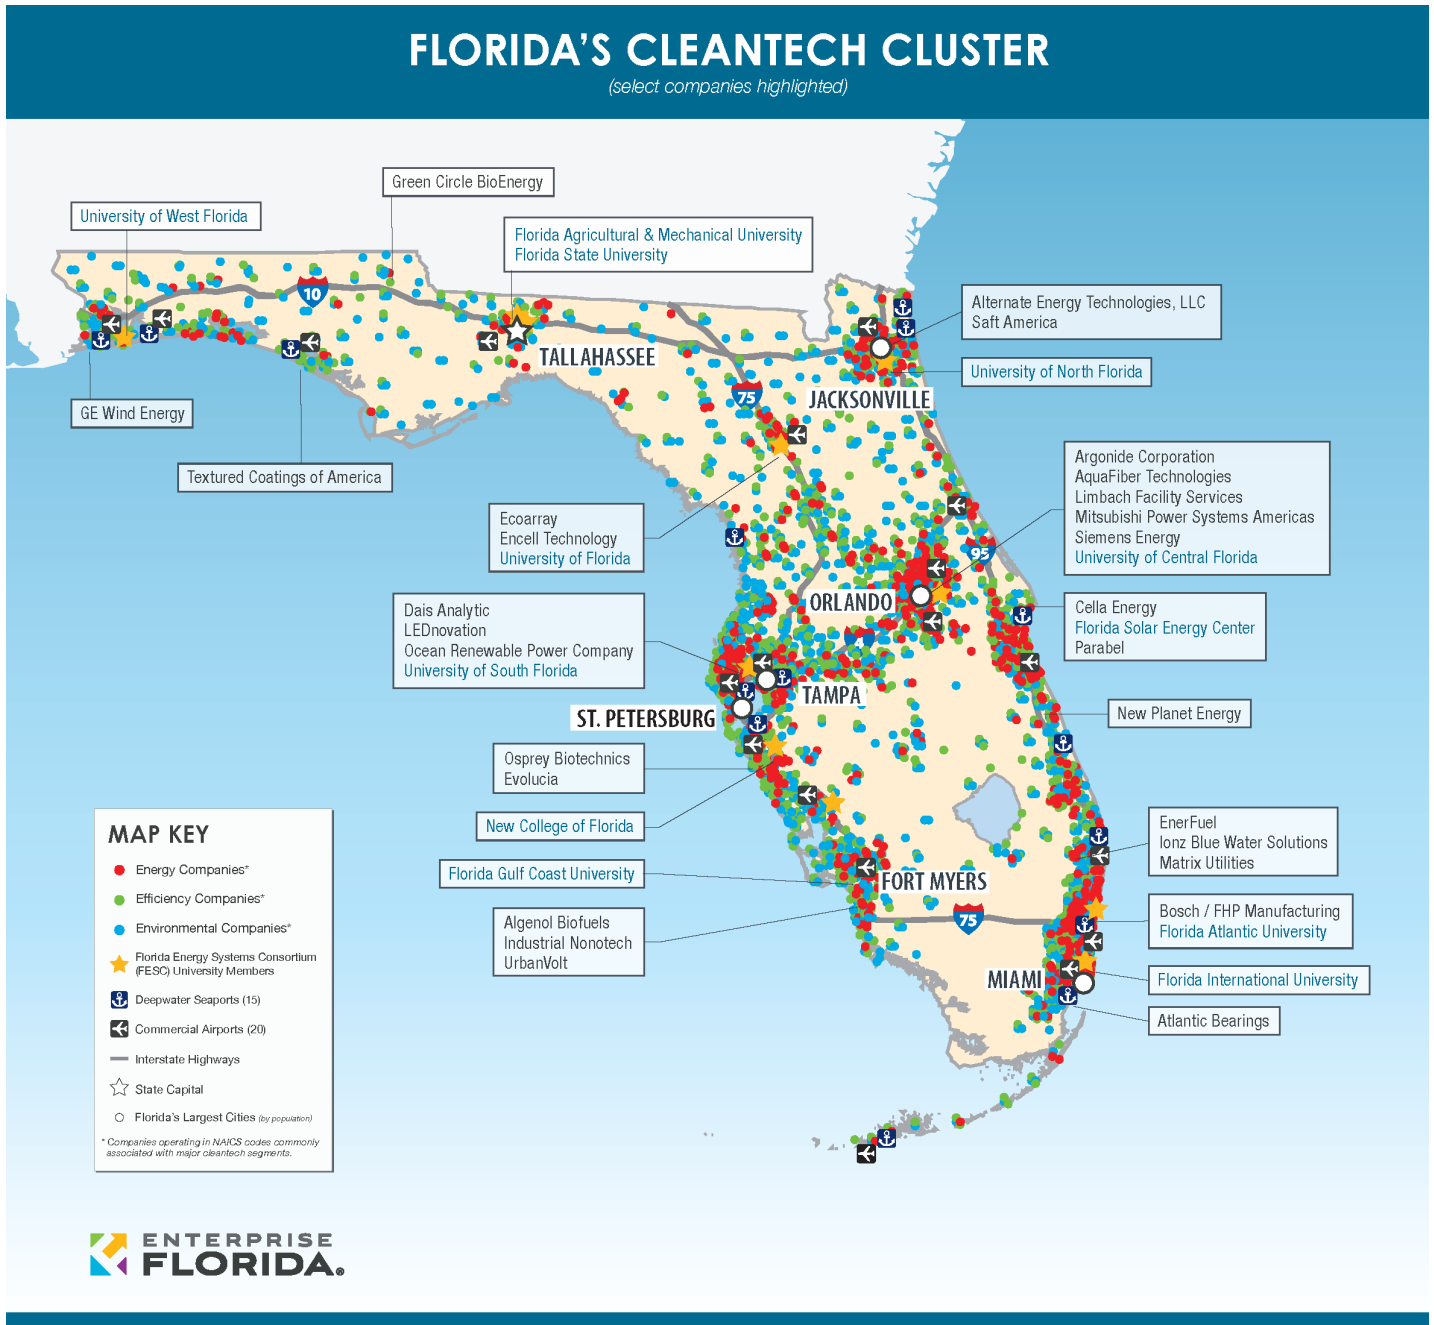 FLORIDA'S CLEANTECH CLUSTER
(select companies highlighted)
Green Circle BioEnergy
University of West Florida
Florida Agricultural & Mechanical University
Florida State University
10
Alternate Energy Technologies, LLC
Saft America
TALLAHASSEE
University of North Florida
75
JACKSONVILLE
GE Wind Energy
Textured Coatings of America
Argonide Corporation
AquaFiber Technologies
Limbach Facility Services
Mitsubishi Power Systems Americas
Siemens Energy
University of Central Florida
Ecoarray
Encell Technology
University of Florida
95
ORLANDO
Dais Analytic
LEDnovation
Ocean Renewable Power Company
University of South Florida
Cella Energy
Florida Solar Energy Center
Parabel
TAMPA
ST. PETERSBURG
New Planet Energy
Osprey Biotechnics
Evolucia
New College of Florida
EnerFuel
Ionz Blue Water Solutions
Matrix Utilities
Florida Gulf Coast University
FORT MYERS
Algenol Biofuels
Industrial Nonotech
UrbanVolt
75
Bosch / FHP Manufacturing
Florida Atlantic University
MIAMI
Florida International University
Atlantic Bearings
MAP KEY
Energy Companies*
Efficiency Companies*
Environmental Companies*
Florida Energy Systems Consortium
(FESC) University Members
Deepwater Seaports (15)
Commercial Airports (20)
Interstate Highways
State Capital
Florida's Largest Cities (by population)
* Companies operating in NAICS codes commonly
associated with major cleantech segments.
ENTERPRISE
FLORIDA®